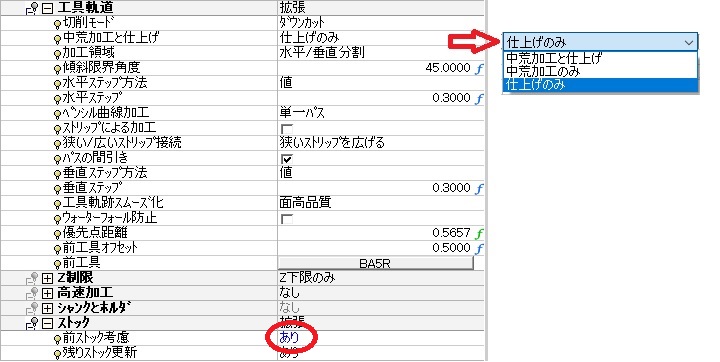 工具軌道 拡張
切削モード ダウンカット
中荒加工と仕上げ 仕上げのみ
加工領域 水平/垂直分割
傾斜限界角度 45.0000 f
水平ステップ方法 値
水平ステップ 0.3000 f
ペンシル曲線加工 単一パス
ストリップによる加工
狭い/広いストリップ接続 狭いストリップを広げる
パスの間引き
垂直ステップ方法 値
垂直ステップ 0.3000 f
工具軌跡スムーズ化 面高品質
ウォーターフォール防止
優先点距離 0.5657 f
前工具オフセット 0.5000 f
前工具 BA5R
Z制限 Z下限のみ
高速加工 なし
シャンクとホルダ なし
ストック 拡張
前ストック考慮 あり
残りストック更新 あり
仕上げのみ
中荒加工と仕上げ
中荒加工のみ
仕上げのみ